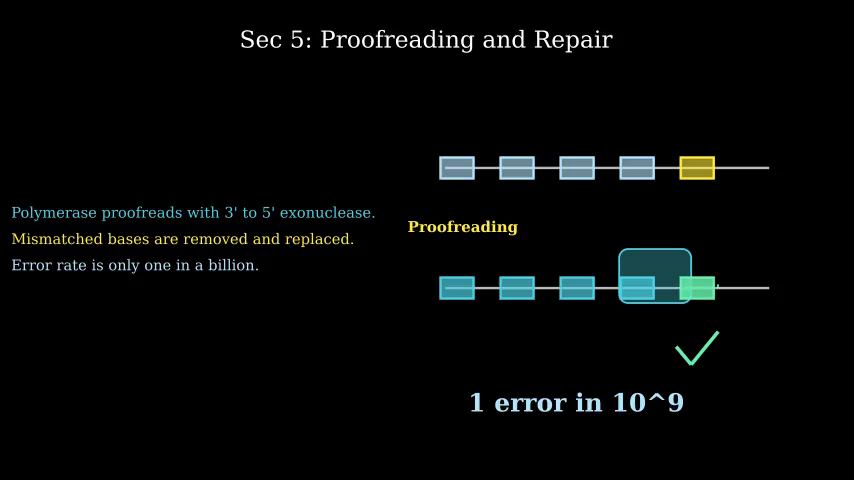 Sec 5: Proofreading and Repair
Polymerase proofreads with 3' to 5' exonuclease.
Mismatched bases are removed and replaced.
Error rate is only one in a billion.
Proofreading
1 error in 10^9